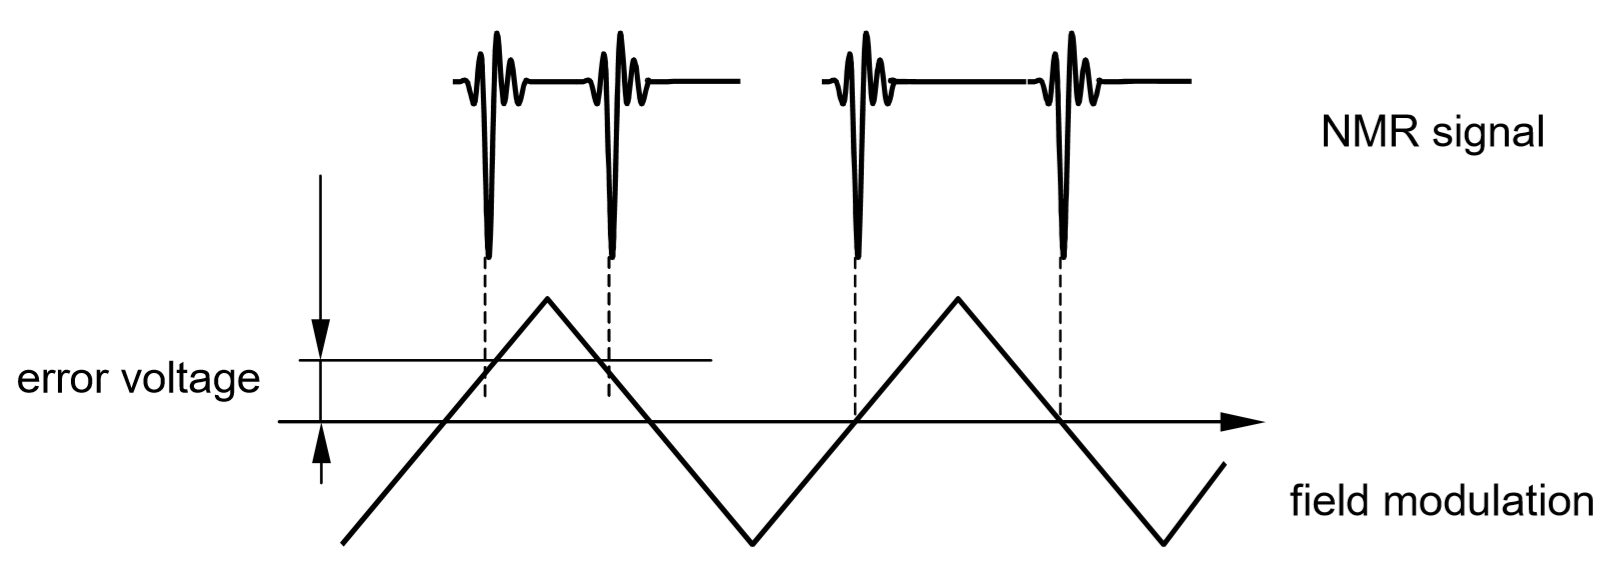 NMR signal
error voltage
field modulation